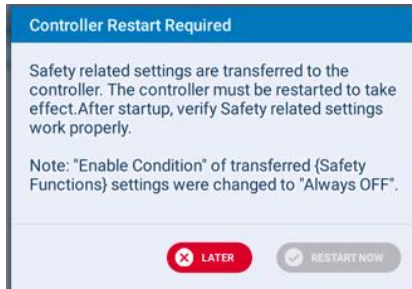 Controller Restart Required
Safety related settings are transferred to the
controller. The controller must be restarted to take
effect.After startup, verify Safety related settings
work properly.
Note: "Enable Condition" of transferred {Safety
Functions} settings were changed to "Always OFF".
LATER
RESTART NOW